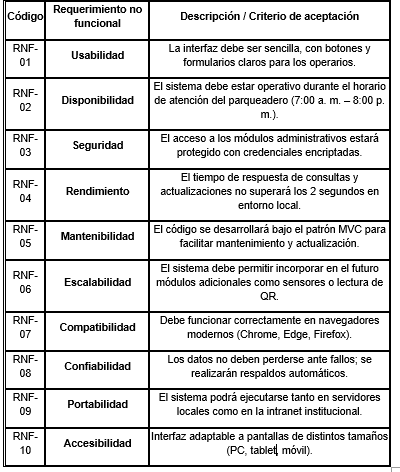 Código
Requerimiento no
funcional
Descripción / Criterio de aceptación
RNF-
01
Usabilidad
La interfaz debe ser sencilla, con botones y
formularios claros para los operarios.
RNF-
02
Disponibilidad
El sistema debe estar operativo durante el horario
de atención del parqueadero (7:00 a. m. – 8:00 p.
m.).
RNF-
03
Seguridad
El acceso a los módulos administrativos estará
protegido con credenciales encriptadas.
RNF-
04
Rendimiento
El tiempo de respuesta de consultas y
actualizaciones no superará los 2 segundos en
entorno local.
RNF-
05
Mantenibilidad
El código se desarrollará bajo el patrón MVC para
facilitar mantenimiento y actualización.
RNF-
06
Escalabilidad
El sistema debe permitir incorporar en el futuro
módulos adicionales como sensores o lectura de
QR.
RNF-
07
Compatibilidad
Debe funcionar correctamente en navegadores
modernos (Chrome, Edge, Firefox).
RNF-
08
Confiabilidad
Los datos no deben perderse ante fallos; se
realizarán respaldos automáticos.
RNF-
09
Portabilidad
El sistema podrá ejecutarse tanto en servidores
locales como en la intranet institucional.
RNF-
10
Accesibilidad
Interfaz adaptable a pantallas de distintos tamaños
(PC, tablet, móvil).